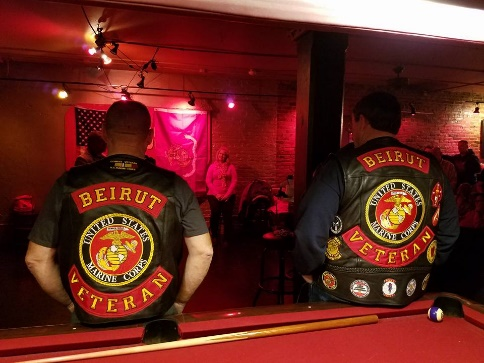 BEIRUT
UNITED STATES
MARINE CORPS
VETERAN
BEIRUT
UNITED STATES
MARINE CORPS
VETERAN